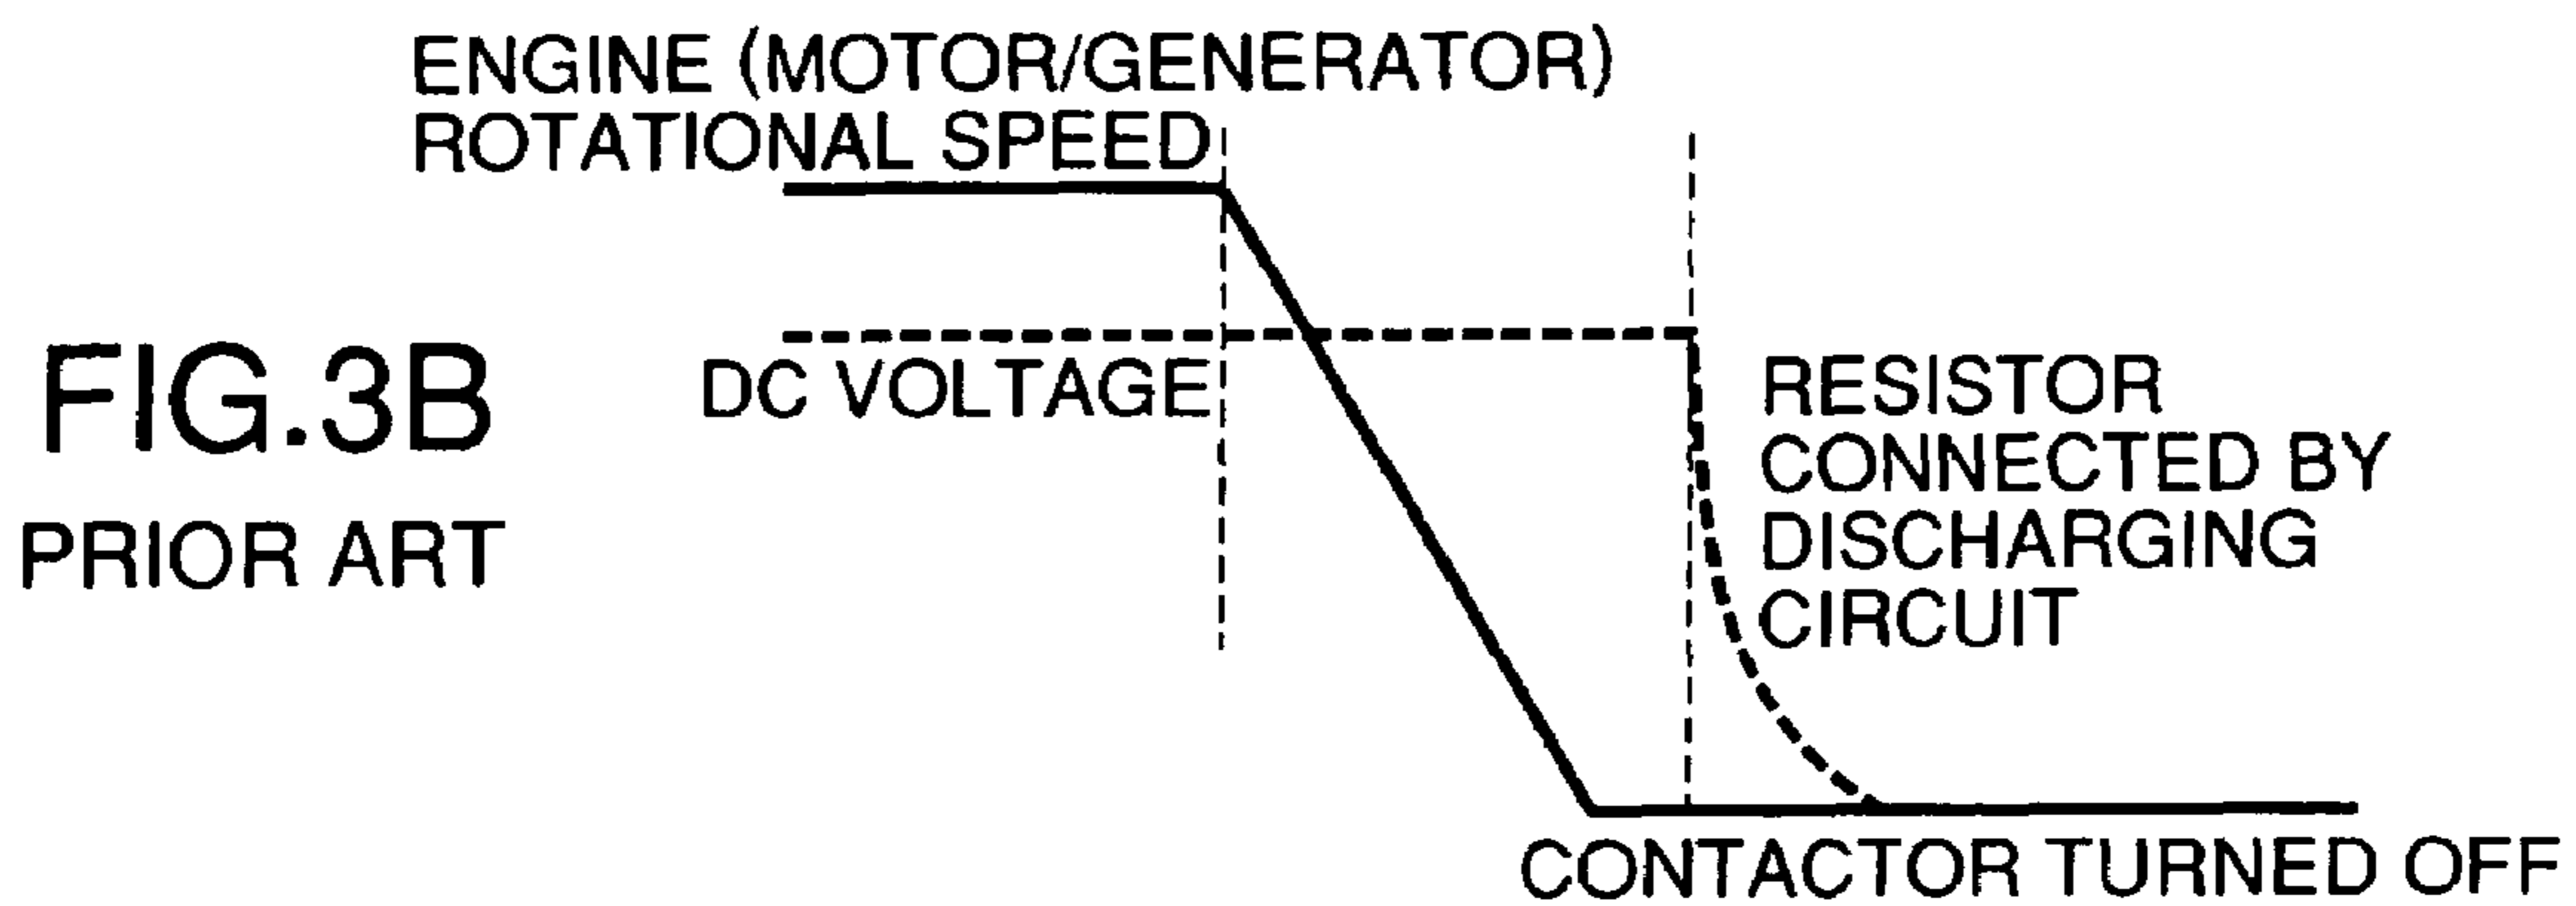 ENGINE (MOTOR/GENERATOR)
ROTATIONAL SPEED
DC VOLTAGE
FIG.3B
PRIOR ART
RESISTOR
CONNECTED BY
DISCHARGING
CIRCUIT
CONTACTOR TURNED OFF